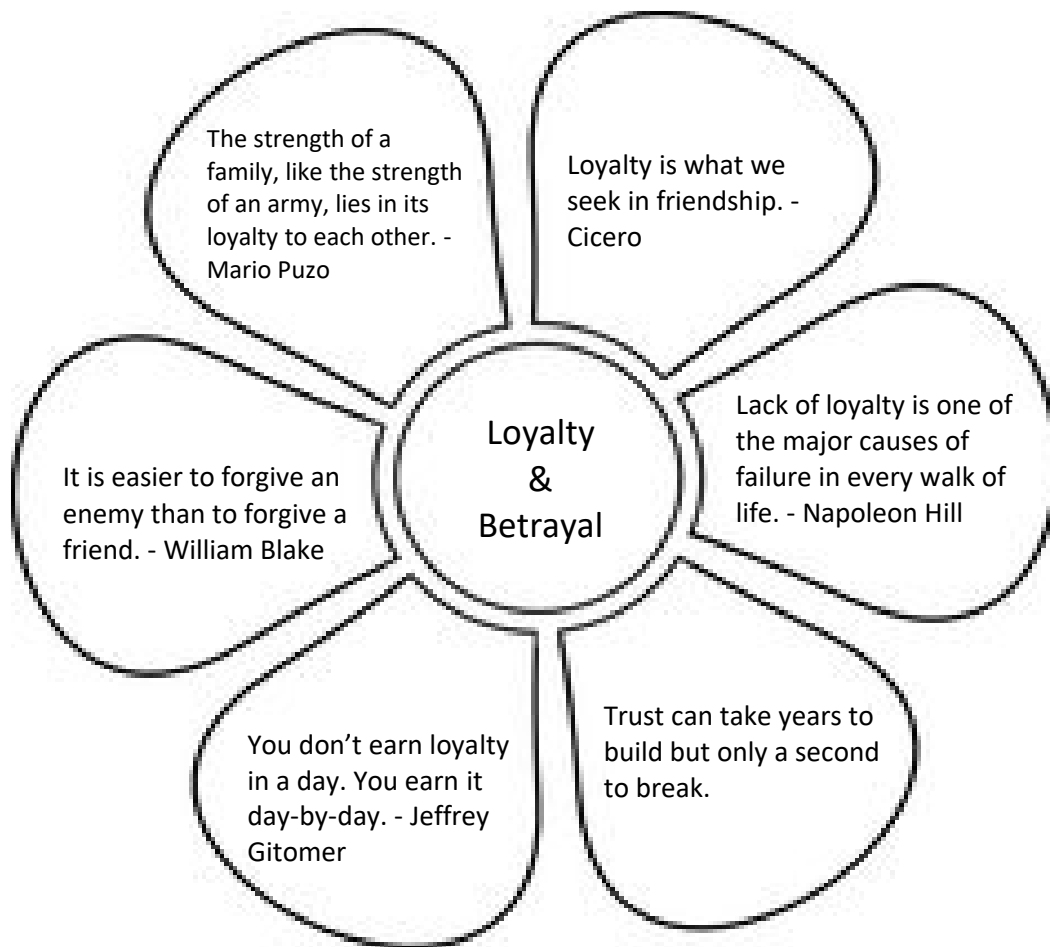 The strength of a
family, like the strength
of an army, lies in its
loyalty to each other. -
Mario Puzo
Loyalty is what we
seek in friendship. -
Cicero
Lack of loyalty is one of
the major causes of
failure in every walk of
life. - Napoleon Hill
Loyalty
&
Betrayal
It is easier to forgive an
enemy than to forgive a
friend. - William Blake
Trust can take years to
build but only a second
to break.
You don’t earn loyalty
in a day. You earn it
day-by-day. - Jeffrey
Gitomer